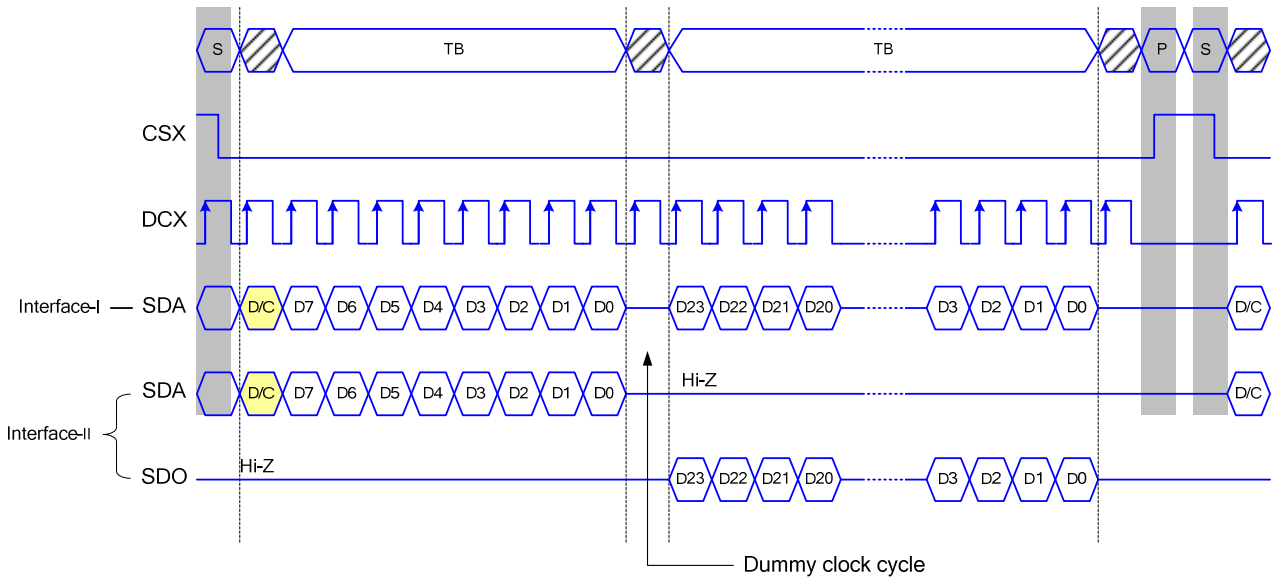 S TB TB P S
CSX
DCX
Interface-I SDA D/C D7 D6 D5 D4 D3 D2 D1 D0 D23 D22 D21 D20 D3 D2 D1 D0 D/C
SDA D/C D7 D6 D5 D4 D3 D2 D1 D0 Hi-Z D/C
Interface-II
SDO Hi-Z D23 D22 D21 D20 D3 D2 D1 D0
Dummy clock cycle